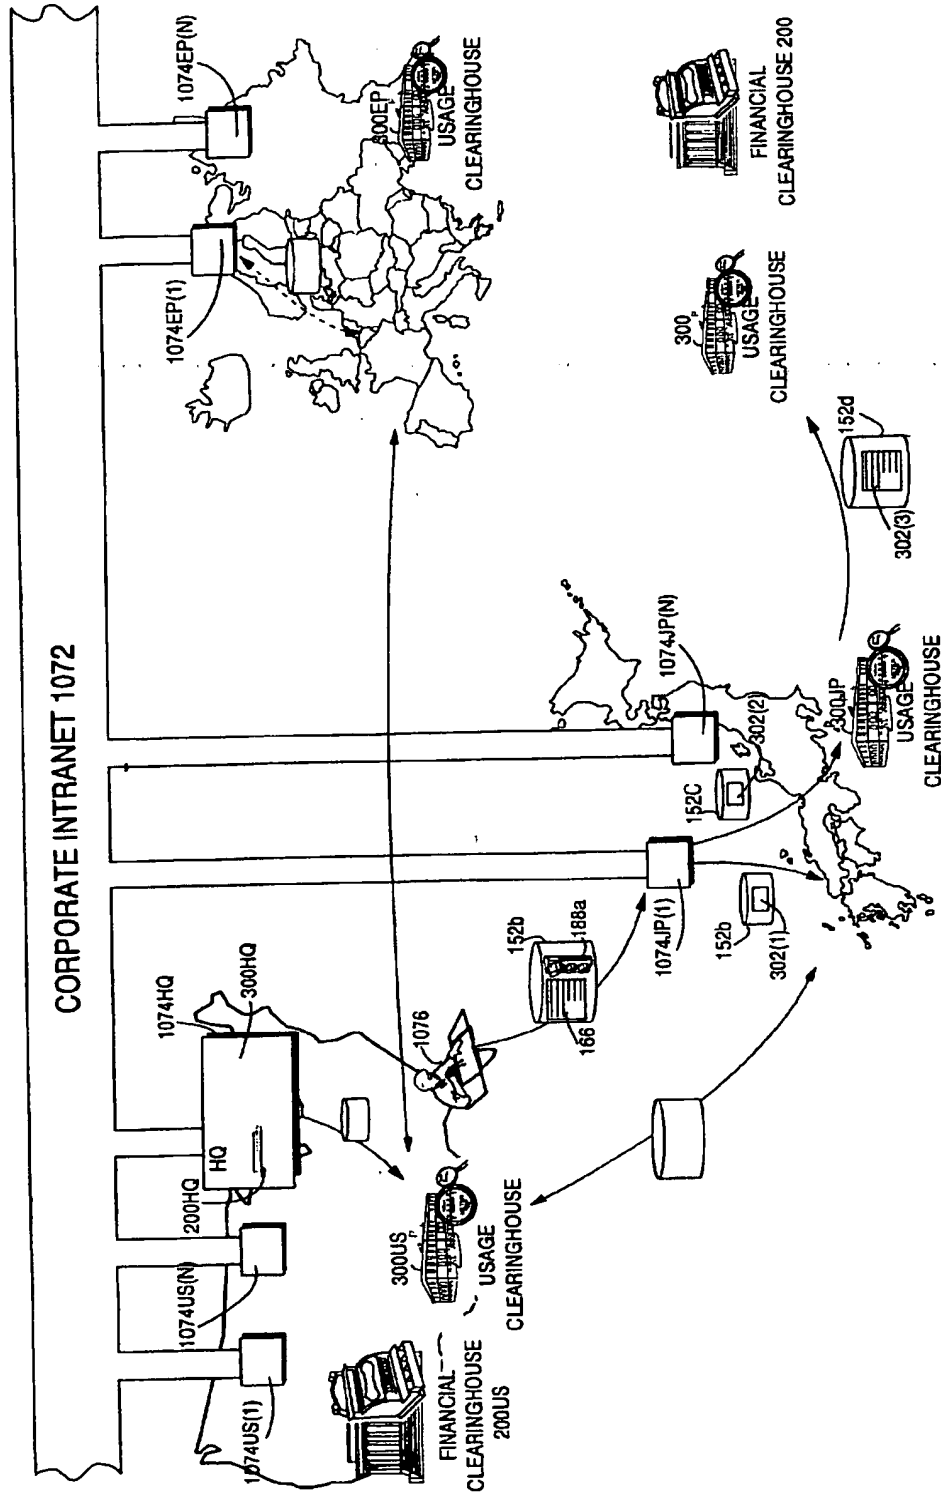 CORPORATE INTRANET 1072
1074US(1)
1074US(N)
200HQ
HQ
1074HQ
300HQ
1074EP(1)
1074EP(N)
300EP
USAGE
CLEARINGHOUSE
FINANCIAL
CLEARINGHOUSE
200US
300US
USAGE
CLEARINGHOUSE
1076
152b
188a
166
1074JP(1)
152b
302(1)
152C
302(2)
1074JP(N)
300JP
USAGE
CLEARINGHOUSE
152d
302(3)
300
USAGE
CLEARINGHOUSE
FINANCIAL
CLEARINGHOUSE 200